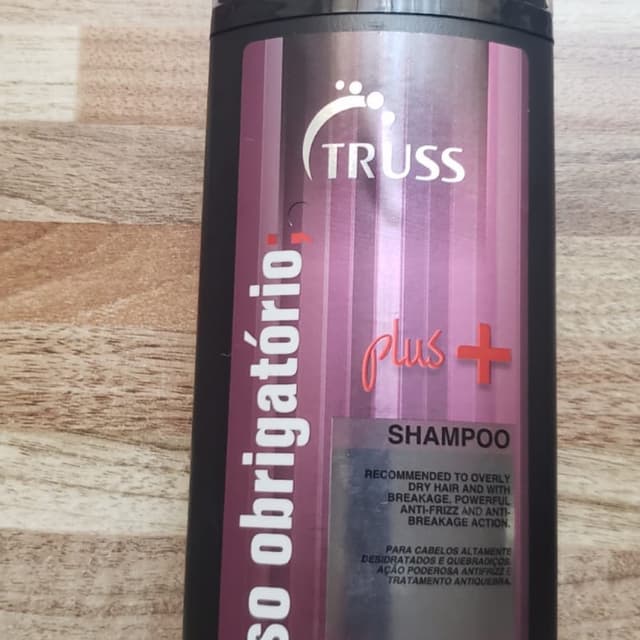 TRUSS
so obrigatório;
plus +
SHAMPOO
RECOMMENDED TO OVERLY
DRY HAIR AND WITH
BREAKAGE. POWERFUL
ANTI-FRIZZ AND ANTI-
BREAKAGE ACTION.
PARA CABELOS ALTAMENTE
DESIDRATADOS E QUEBRADIÇOS.
AÇÃO PODEROSA ANTIFRIZZ E
TRATAMENTO ANTIQUEBRA.